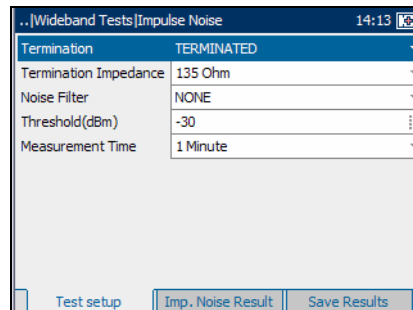 ..|Wideband Tests|Impulse Noise 14:13
Termination TERMINATED
Termination Impedance 135 Ohm
Noise Filter NONE
Threshold(dBm) -30
Measurement Time 1 Minute
Test setup Imp. Noise Result Save Results